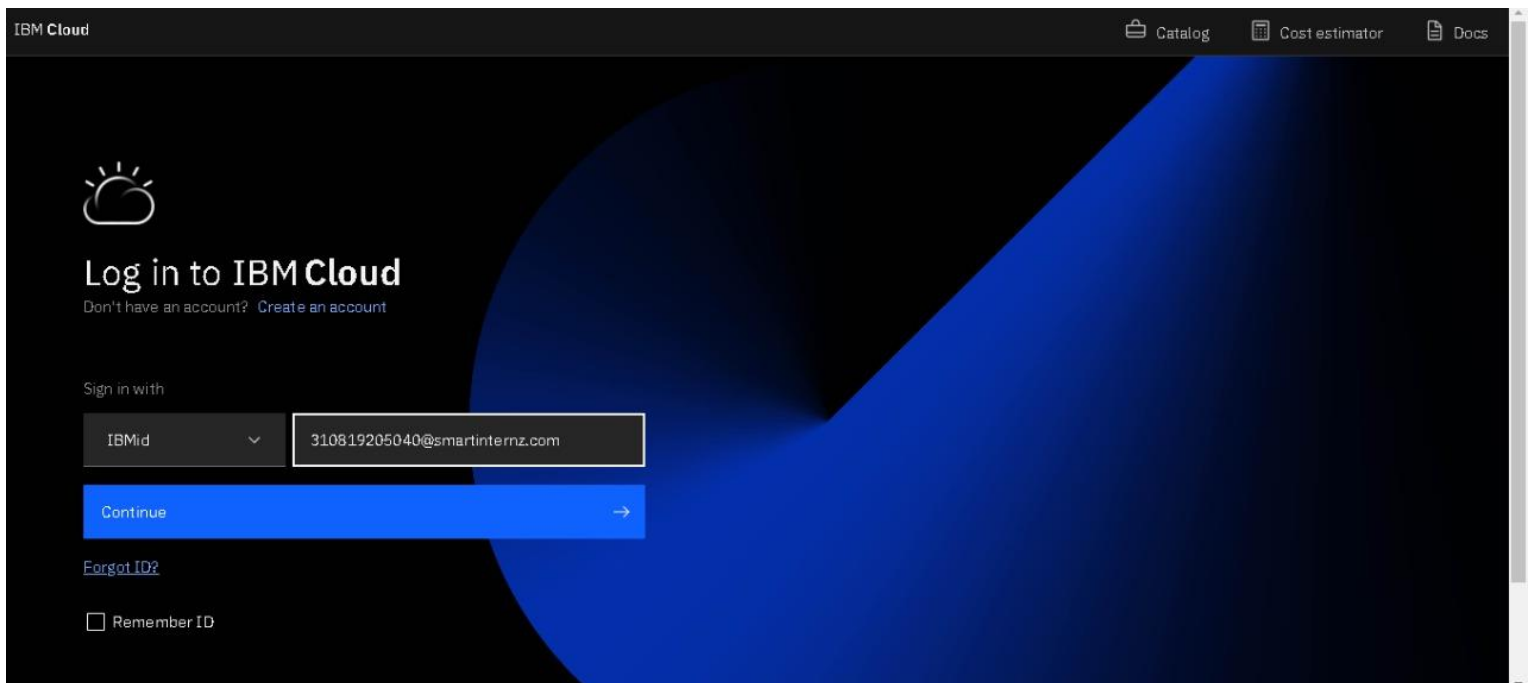 IBM Cloud
Catalog
Cost estimator
Docs
Log in to IBM Cloud
Don't have an account? Create an account
Sign in with
IBMid
310819205040@smartinternz.com
Continue
Forgot ID?
Remember ID